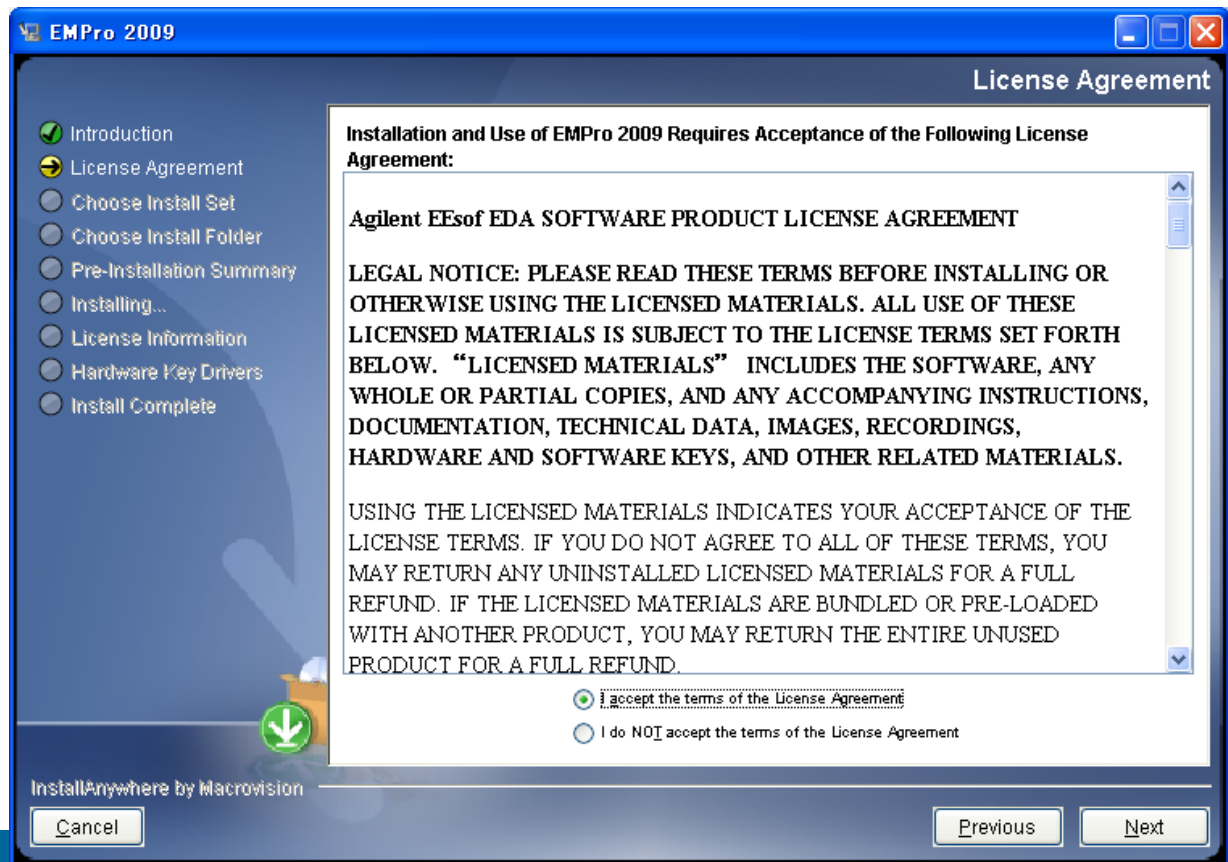 EMPro 2009
License Agreement
Introduction
License Agreement
Choose Install Set
Choose Install Folder
Pre-Installation Summary
Installing...
License Information
Hardware Key Drivers
Install Complete
Installation and Use of EMPro 2009 Requires Acceptance of the Following License
Agreement:
Agilent EEsof EDA SOFTWARE PRODUCT LICENSE AGREEMENT
LEGAL NOTICE: PLEASE READ THESE TERMS BEFORE INSTALLING OR
OTHERWISE USING THE LICENSED MATERIALS. ALL USE OF THESE
LICENSED MATERIALS IS SUBJECT TO THE LICENSE TERMS SET FORTH
BELOW. “LICENSED MATERIALS” INCLUDES THE SOFTWARE, ANY
WHOLE OR PARTIAL COPIES, AND ANY ACCOMPANYING INSTRUCTIONS,
DOCUMENTATION, TECHNICAL DATA, IMAGES, RECORDINGS,
HARDWARE AND SOFTWARE KEYS, AND OTHER RELATED MATERIALS.
USING THE LICENSED MATERIALS INDICATES YOUR ACCEPTANCE OF THE
LICENSE TERMS. IF YOU DO NOT AGREE TO ALL OF THESE TERMS, YOU
MAY RETURN ANY UNINSTALLED LICENSED MATERIALS FOR A FULL
REFUND. IF THE LICENSED MATERIALS ARE BUNDLED OR PRE-LOADED
WITH ANOTHER PRODUCT, YOU MAY RETURN THE ENTIRE UNUSED
PRODUCT FOR A FULL REFUND.
I accept the terms of the License Agreement
I do NOT accept the terms of the License Agreement
InstallAnywhere by Macrovision
Cancel
Previous
Next